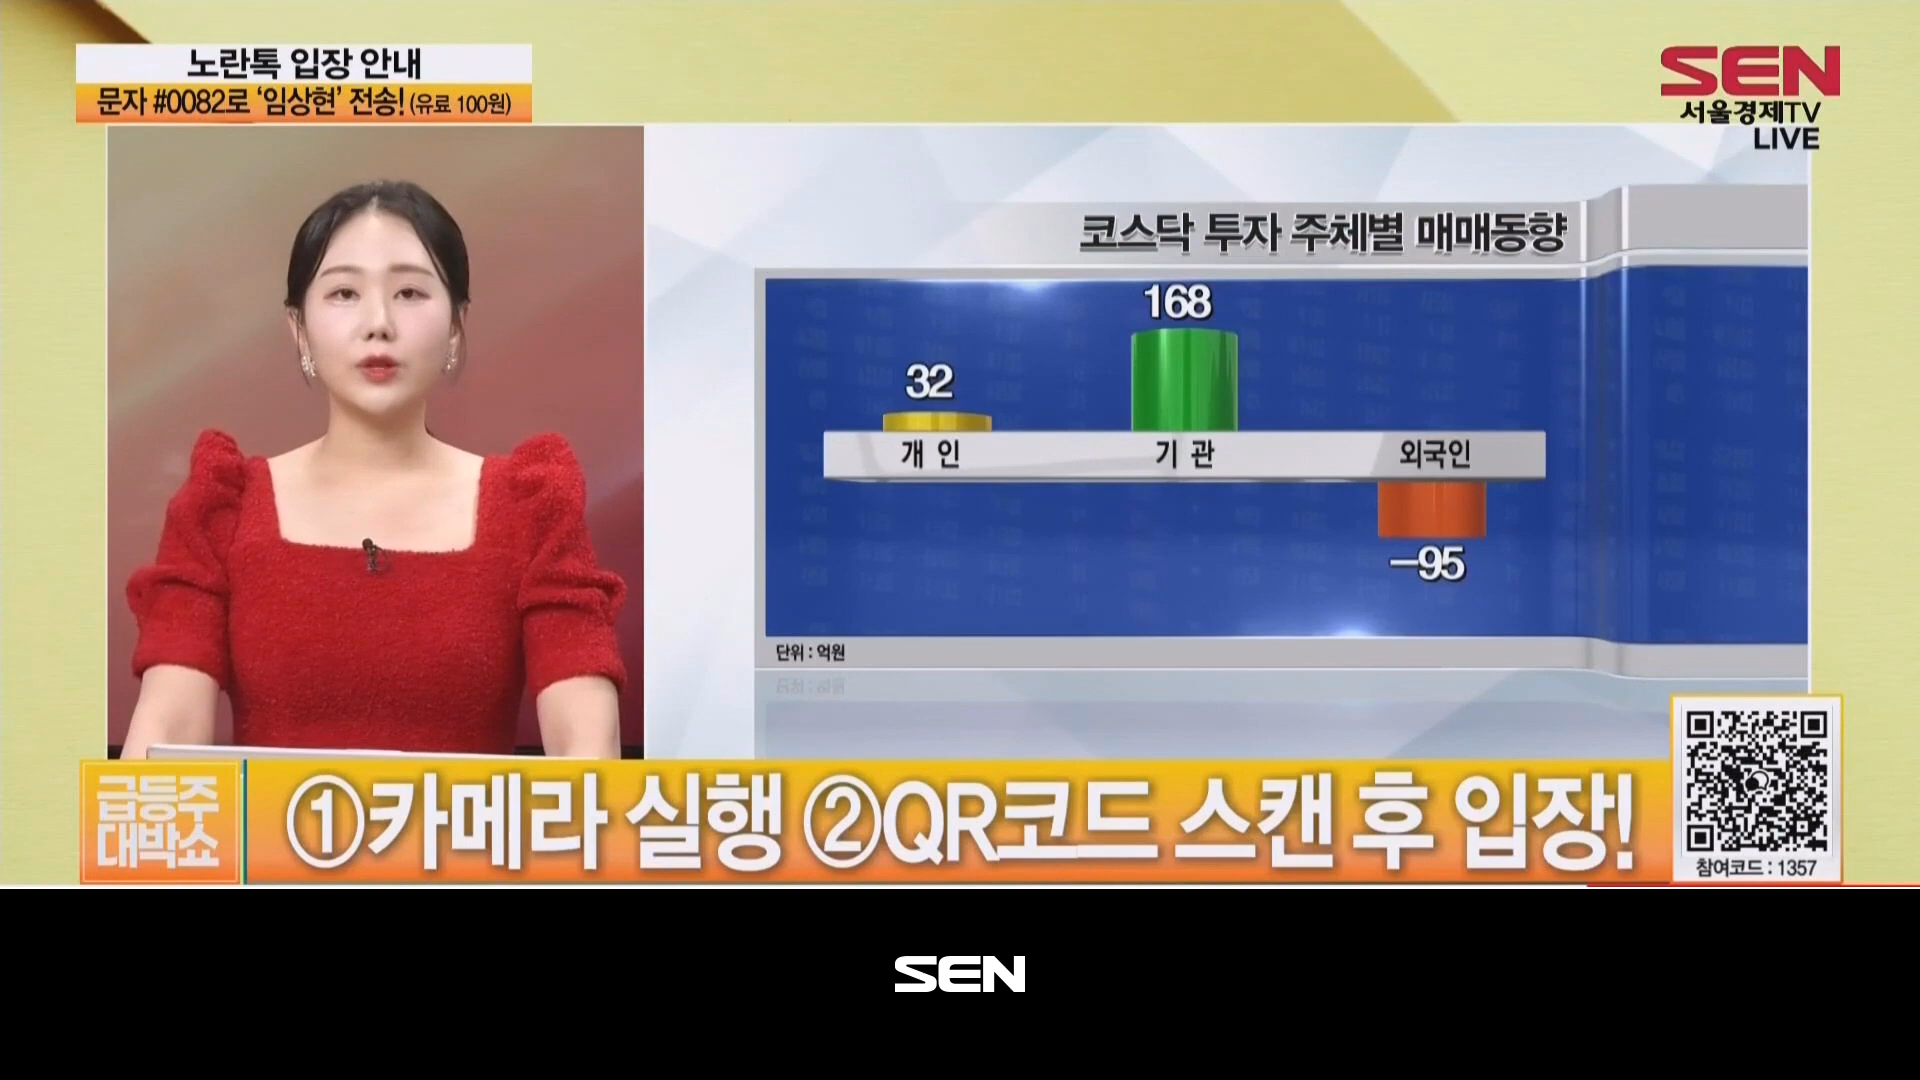 노란톡 입장 안내
문자 #0082로 ‘임상현’ 전송! (유료 100원)
SEN
서울경제TV
LIVE
코스닥 투자 주체별 매매동향
168
32
개 인
기 관
외국인
-95
단위 : 억원
급등주
대박쇼
①카메라 실행 ②QR코드 스캔 후 입장!
참여코드 : 1357
SEN